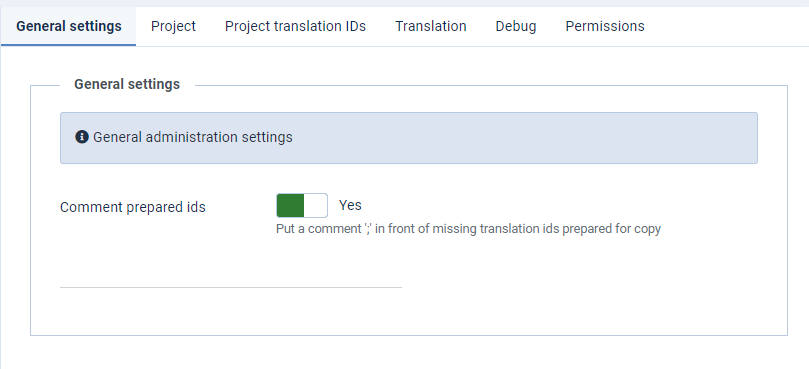 General settings Project Project translation IDs Translation Debug Permissions
General settings
General administration settings
Comment prepared ids Yes
Put a comment ';' in front of missing translation ids prepared for copy